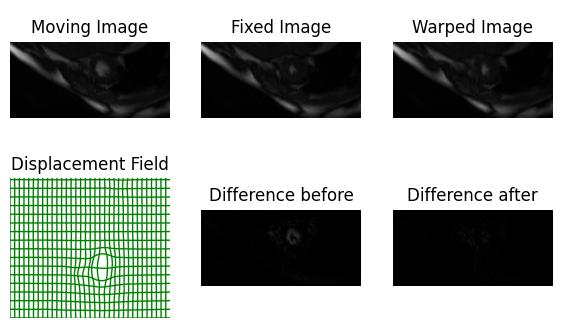 Moving Image
Fixed Image
Warped Image
Displacement Field
Difference before
Difference after